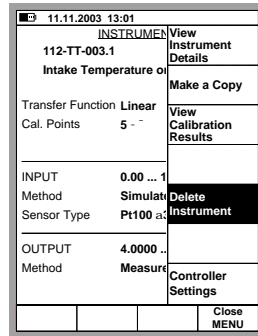 11.11.2003 13:01
INSTRUMEN
112-TT-003.1
Intake Temperature
Transfer Function Linear
Cal. Points 5 -
INPUT 0.00 ... 1
Method Simulat
Sensor Type Pt100
OUTPUT 4.0000 ..
Method Measure
View
Instrument
Details
Make a Copy
View
Calibration
Results
Delete
Instrument
Controller
Settings
Close
MENU